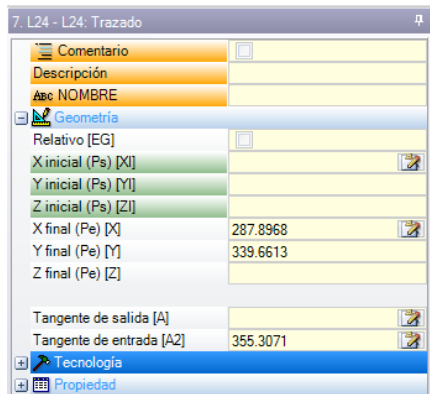 7. L24 - L24: Trazado
Comentario
Descripción
ABC NOMBRE
Geometría
Relativo [EG]
X inicial (Ps) [XI]
Y inicial (Ps) [YI]
Z inicial (Ps) [ZI]
X final (Pe) [X] 287.8968
Y final (Pe) [Y] 339.6613
Z final (Pe) [Z]
Tangente de salida [A]
Tangente de entrada [A2] 355.3071
Tecnología
Propiedad